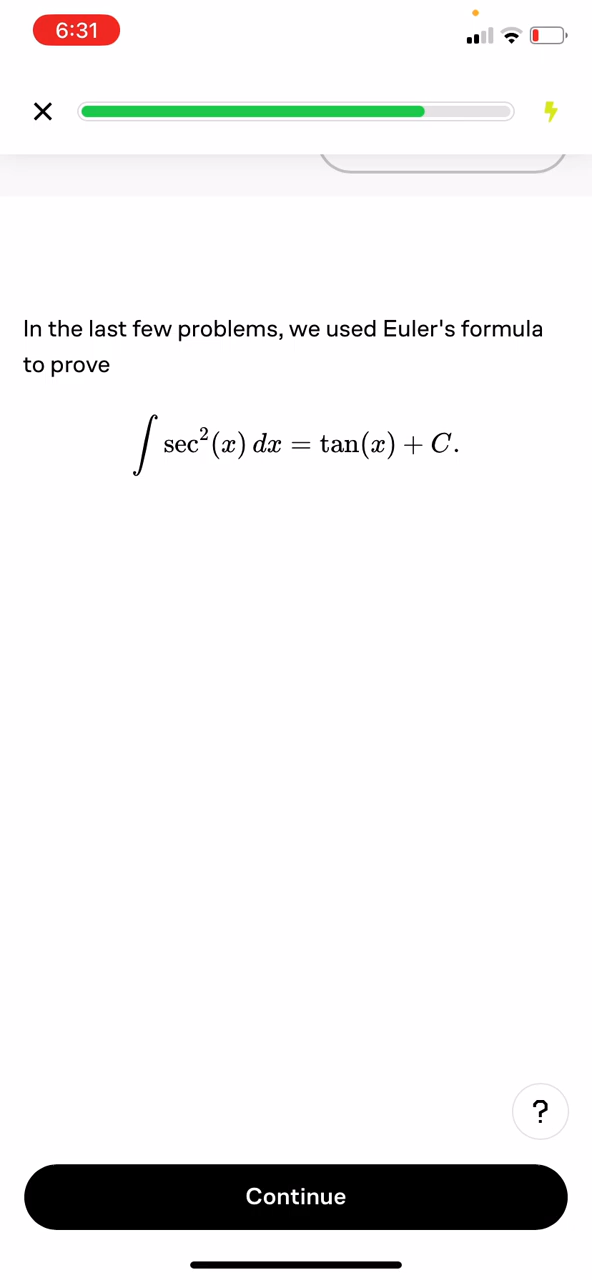 6:31
In the last few problems, we used Euler's formula
to prove
∫ sec²(x) dx = tan(x) + C.
?
Continue